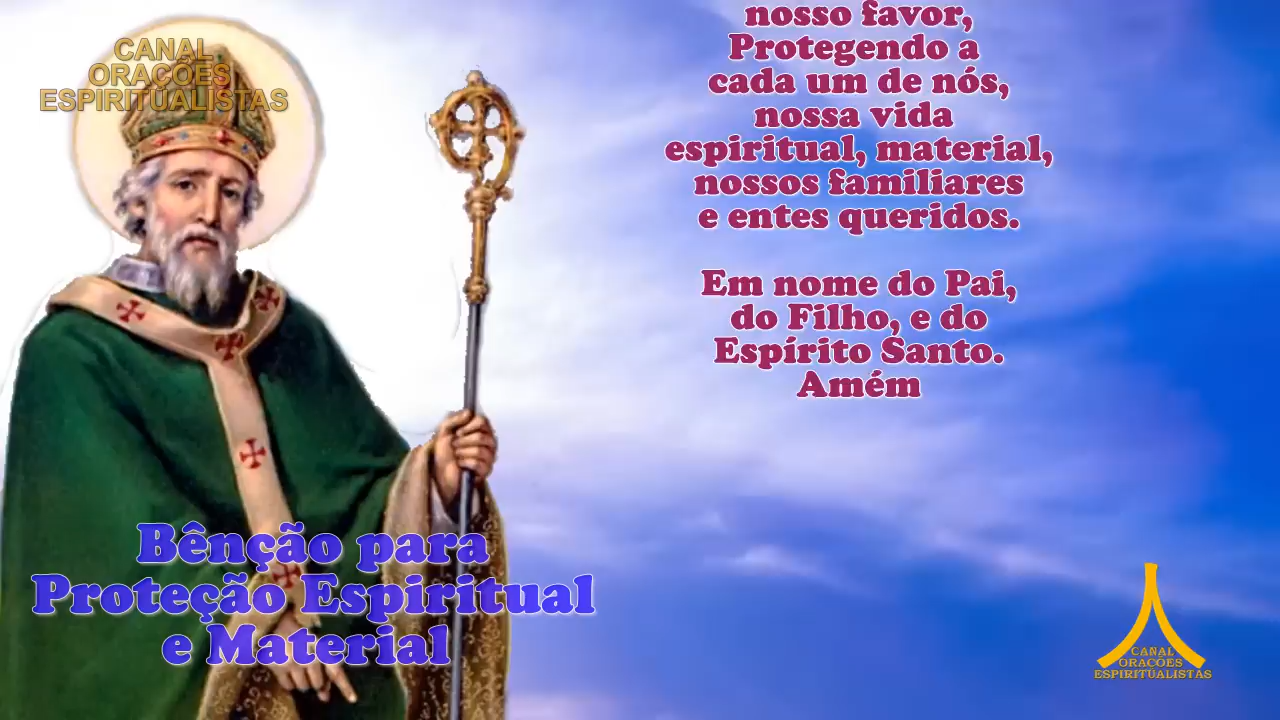 CANAL
ORAÇÕES
ESPIRITUALISTAS
nosso favor,
Protegendo a
cada um de nós,
nossa vida
espiritual, material,
nossos familiares
e entes queridos.
Em nome do Pai,
do Filho, e do
Espírito Santo.
Amém
Bênção para
Proteção Espiritual
e Material
CANAL
ORAÇÕES
ESPIRITUALISTAS